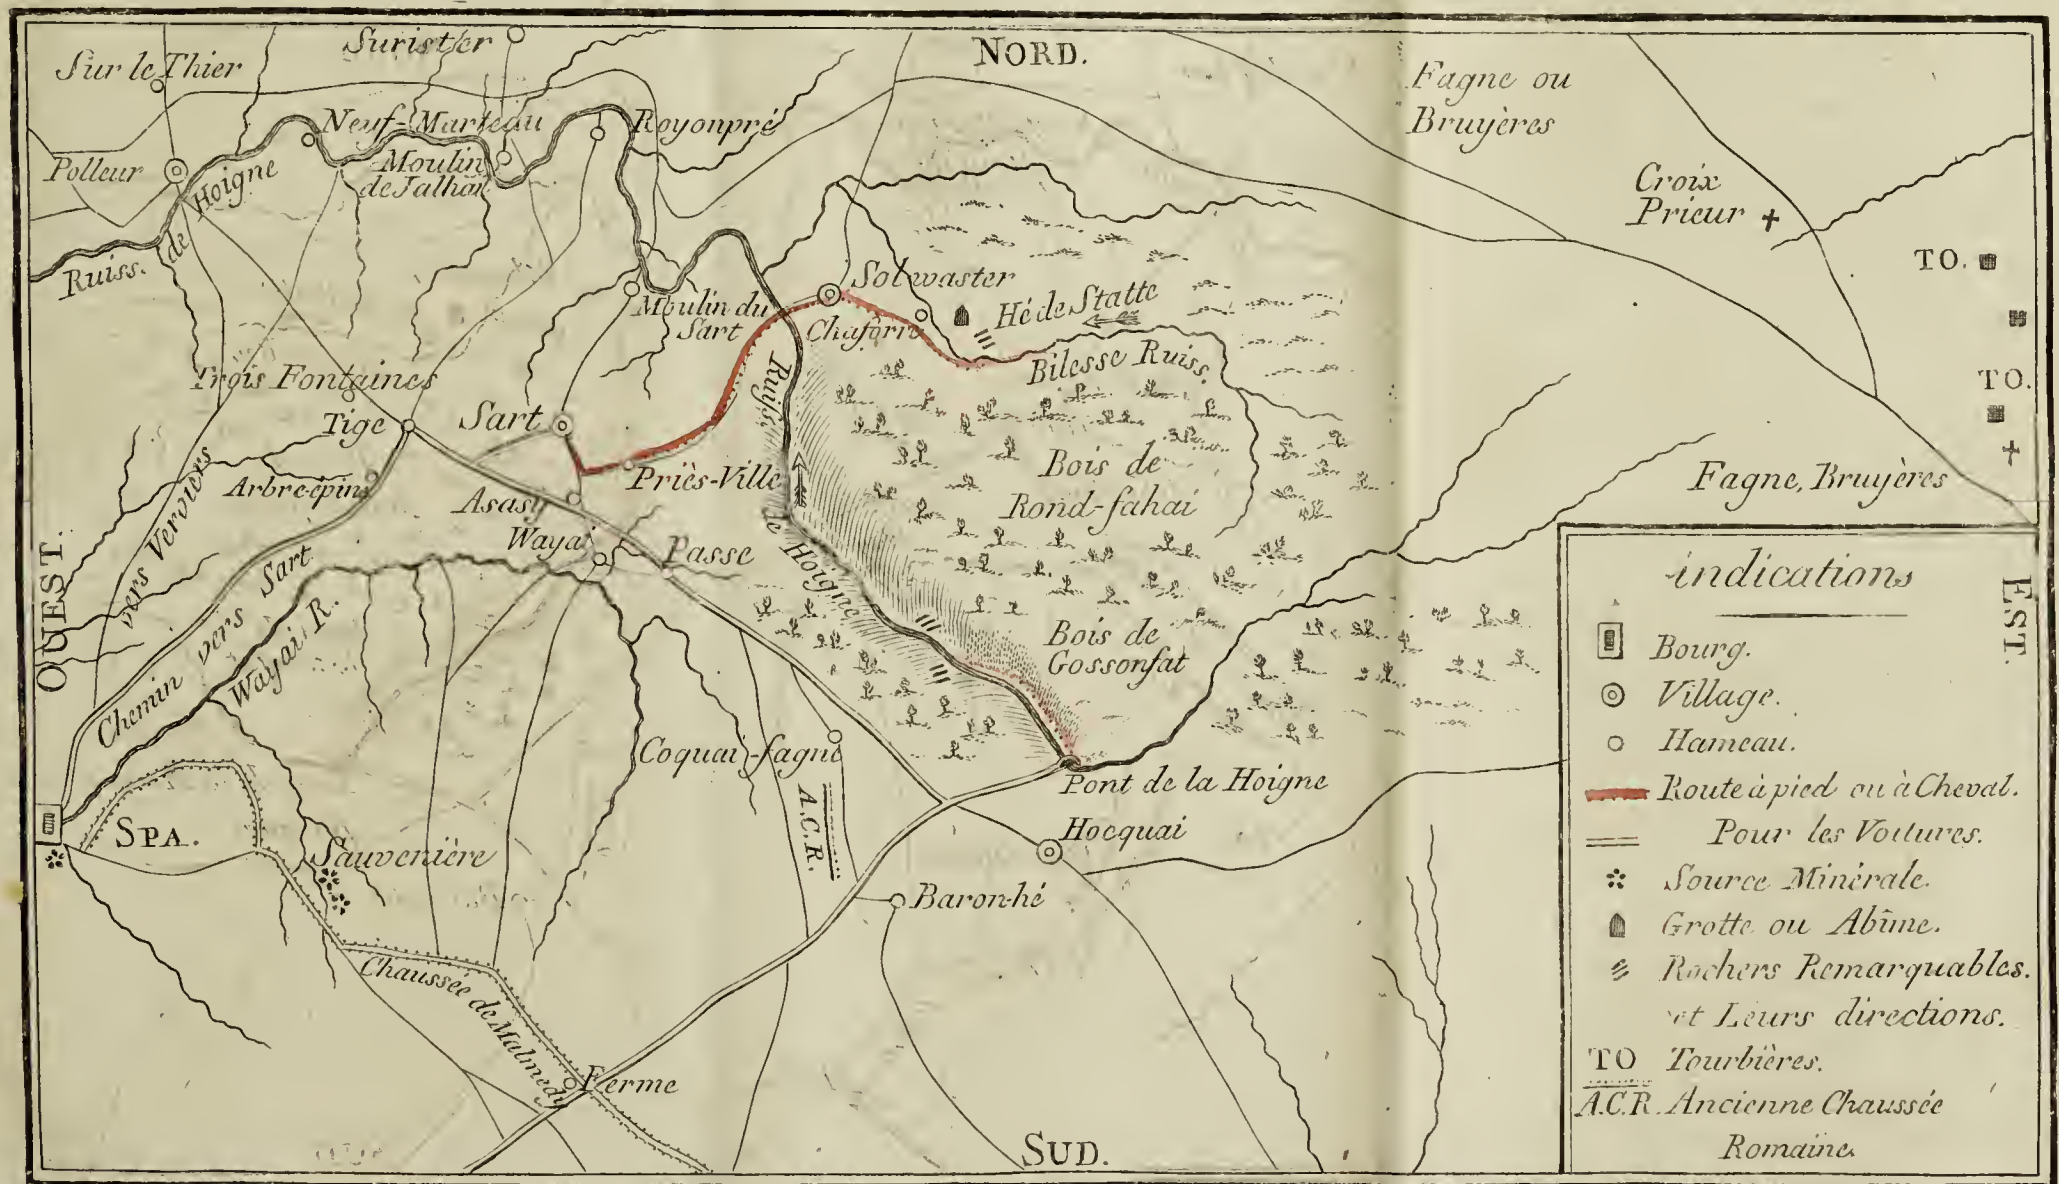 NORD.
Sur le Thier
Surister
Fagne ou
Bruyères
Neuf-Marteau
Royonpré
Polleur
Moulin
de Jalhai
Ruiss. de Hoigne
Croix
Prieur
TO.
Solwaster
Moulin du
Sart
Chaforn
Hé de Statte
Bilesse Ruiss.
Trois Fontaines
TO.
Tige
Sart
Ruiss. de Hoigne
Arbre-épine
Asasy
Priès-Ville
Bois de
Rond-fahai
Fagne, Bruyères
vers Verviers
Wayai
Passe
OUEST.
EST.
Chemin vers Sart
Wayai R.
Bois de
Gossonfat
Coquai-fagne
Pont de la Hoigne
A.C.R.
Hocquai
SPA.
Sauvenière
Baron-hé
Chaussée de Malmedy
Ferme
SUD.
indications
Bourg.
Village.
Hameau.
Route à pied ou à Cheval.
Pour les Voitures.
Source Minérale.
Grotte ou Abîme.
Rochers Remarquables.
et Leurs directions.
TO Tourbières.
A.C.R. Ancienne Chaussée
Romaine.